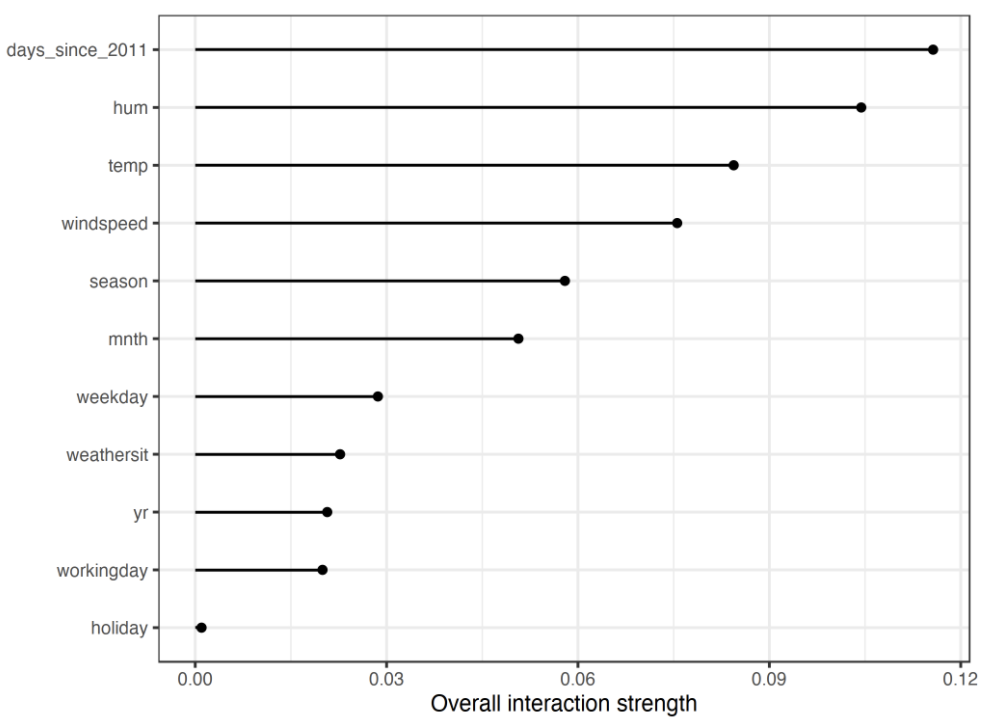 days_since_2011
hum
temp
windspeed
season
mnth
weekday
weathersit
yr
workingday
holiday
0.00 0.03 0.06 0.09 0.12
Overall interaction strength